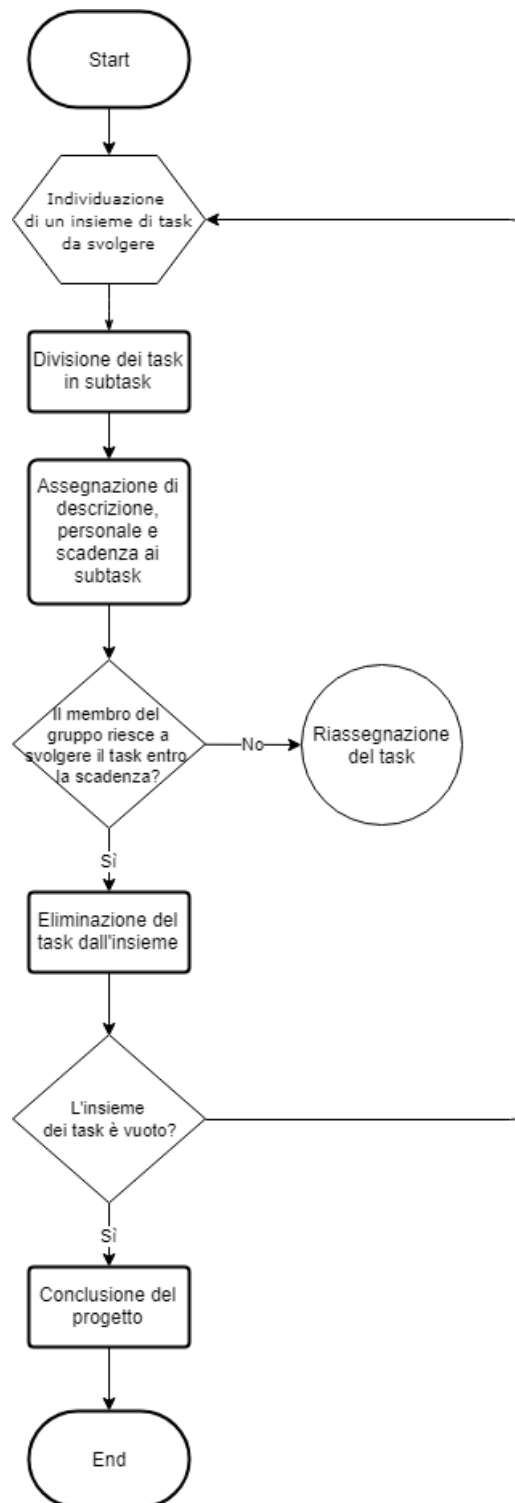 Start
Individuazione
di un insieme di task
da svolgere
Divisione dei task
in subtask
Assegnazione di
descrizione,
personale e
scadenza ai
subtask
Il membro del
gruppo riesce a
svolgere il task entro
la scadenza?
No
Riassegnazione
del task
Sì
Eliminazione del
task dall'insieme
L'insieme
dei task è vuoto?
Sì
Conclusione del
progetto
End